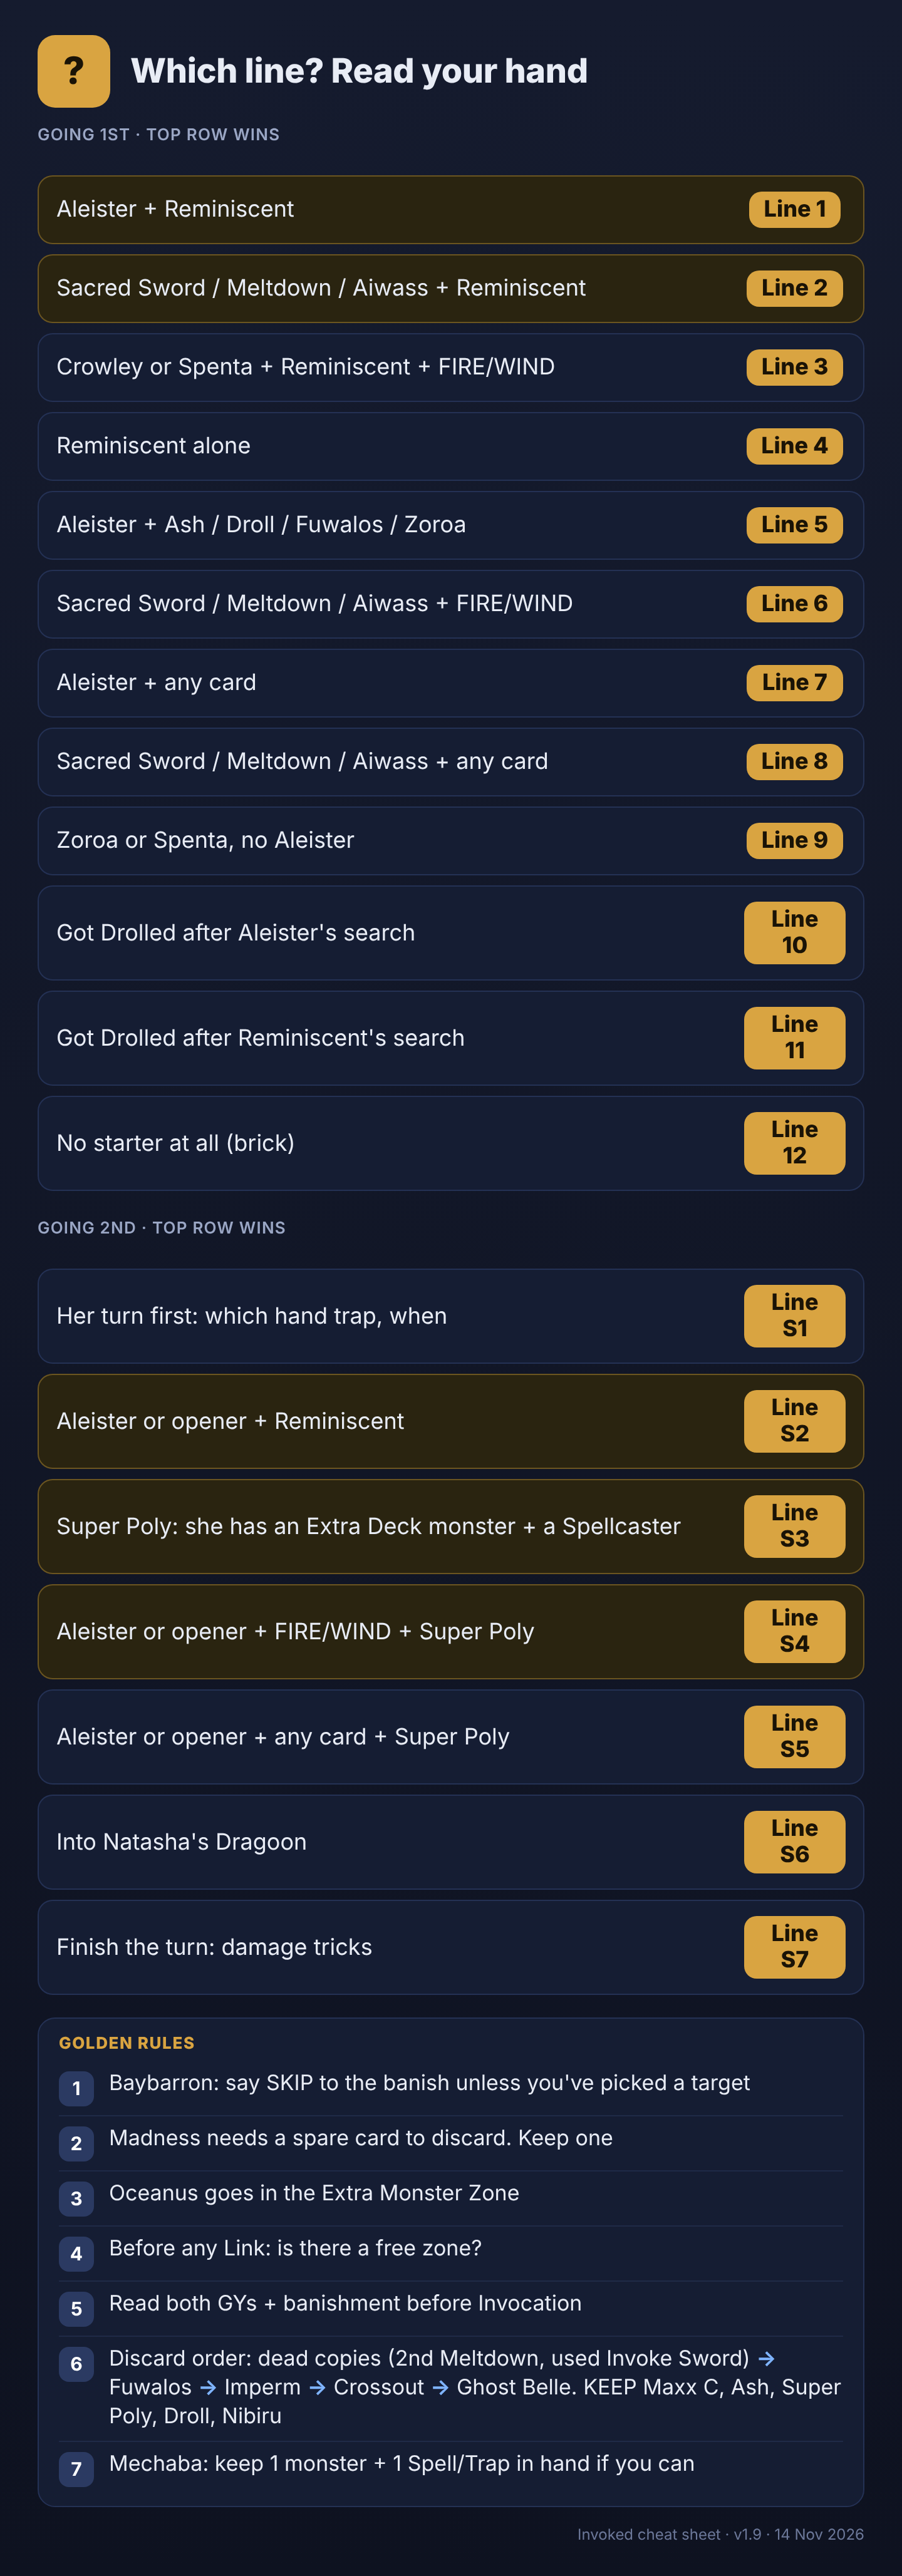 ?
Which line? Read your hand
GOING 1ST · TOP ROW WINS
Aleister + Reminiscent
Line 1
Sacred Sword / Meltdown / Aiwass + Reminiscent
Line 2
Crowley or Spenta + Reminiscent + FIRE/WIND
Line 3
Reminiscent alone
Line 4
Aleister + Ash / Droll / Fuwalos / Zoroa
Line 5
Sacred Sword / Meltdown / Aiwass + FIRE/WIND
Line 6
Aleister + any card
Line 7
Sacred Sword / Meltdown / Aiwass + any card
Line 8
Zoroa or Spenta, no Aleister
Line 9
Got Drolled after Aleister's search
Line
10
Got Drolled after Reminiscent's search
Line
11
No starter at all (brick)
Line
12
GOING 2ND · TOP ROW WINS
Her turn first: which hand trap, when
Line
S1
Aleister or opener + Reminiscent
Line
S2
Super Poly: she has an Extra Deck monster + a Spellcaster
Line
S3
Aleister or opener + FIRE/WIND + Super Poly
Line
S4
Aleister or opener + any card + Super Poly
Line
S5
Into Natasha's Dragoon
Line
S6
Finish the turn: damage tricks
Line
S7
GOLDEN RULES
1 Baybarron: say SKIP to the banish unless you've picked a target
2 Madness needs a spare card to discard. Keep one
3 Oceanus goes in the Extra Monster Zone
4 Before any Link: is there a free zone?
5 Read both GYs + banishment before Invocation
6 Discard order: dead copies (2nd Meltdown, used Invoke Sword) →
Fuwalos → Imperm → Crossout → Ghost Belle. KEEP Maxx C, Ash, Super
Poly, Droll, Nibiru
7 Mechaba: keep 1 monster + 1 Spell/Trap in hand if you can
Invoked cheat sheet · v1.9 · 14 Nov 2026